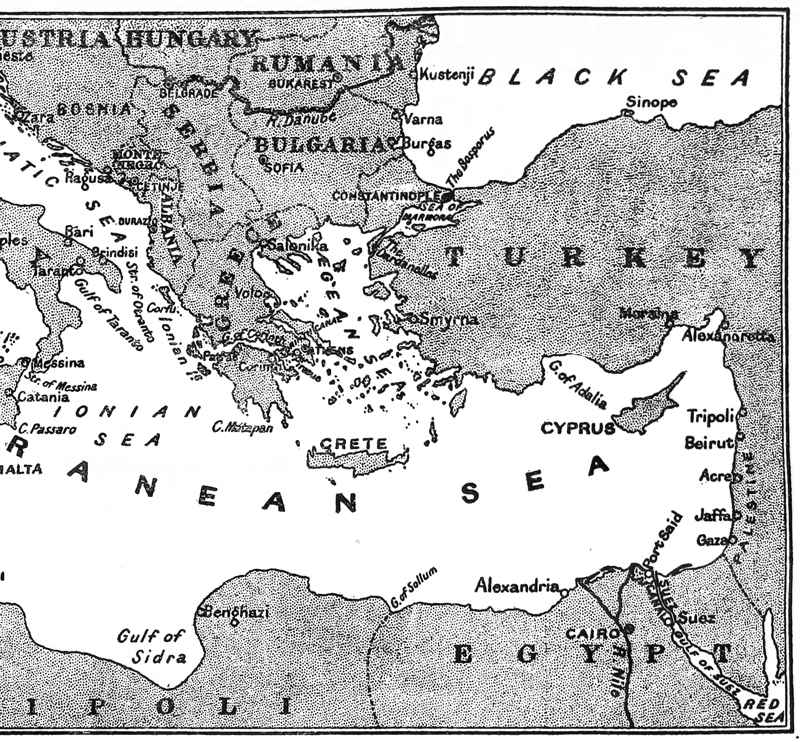 USTRIA HUNGARY
RUMANIA
BUKAREST
Kustenji
BLACK SEA
BELGRADE
BOSNIA
Zara
SERBIA
R. Danube
Varna
Sinope
BULGARIA
Burgas
The Bosporus
SOFIA
MONTE
NEGRO
Ragusa
CETINJE
CONSTANTINOPLE
SEA OF
MARMORA
ATIC SEA
ALBANIA
DURAZ
Bari
ples
Brindisi
Taranto
GREECE
Salonika
The Dardanelles
TURKEY
Gulf of Taranto
Str. of Otranto
Corfu
Ionian Is
Volo
AEGEAN SEA
Smyrna
Morsina
Alexandretta
Patras
ATHENS
Messina
Str. of Messina
Catania
G. of Adalia
IONIAN
SEA
C. Passaro
C. Matapan
CYPRUS
Tripoli
Beirut
CRETE
MALTA
RANEAN SEA
Acre
PALESTINE
Jaffa
Gaza
Port Said
G. of Sollum
Alexandria
SUEZ
CANAL
Suez
Benghazi
Gulf of
Sidra
CAIRO
EGYPT
R. Nile
GULF OF SUEZ
RED
SEA
IPOLI